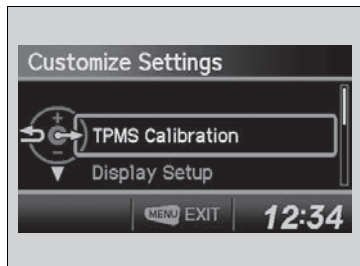 Customize Settings
TPMS Calibration
Display Setup
MENU EXIT 12:34